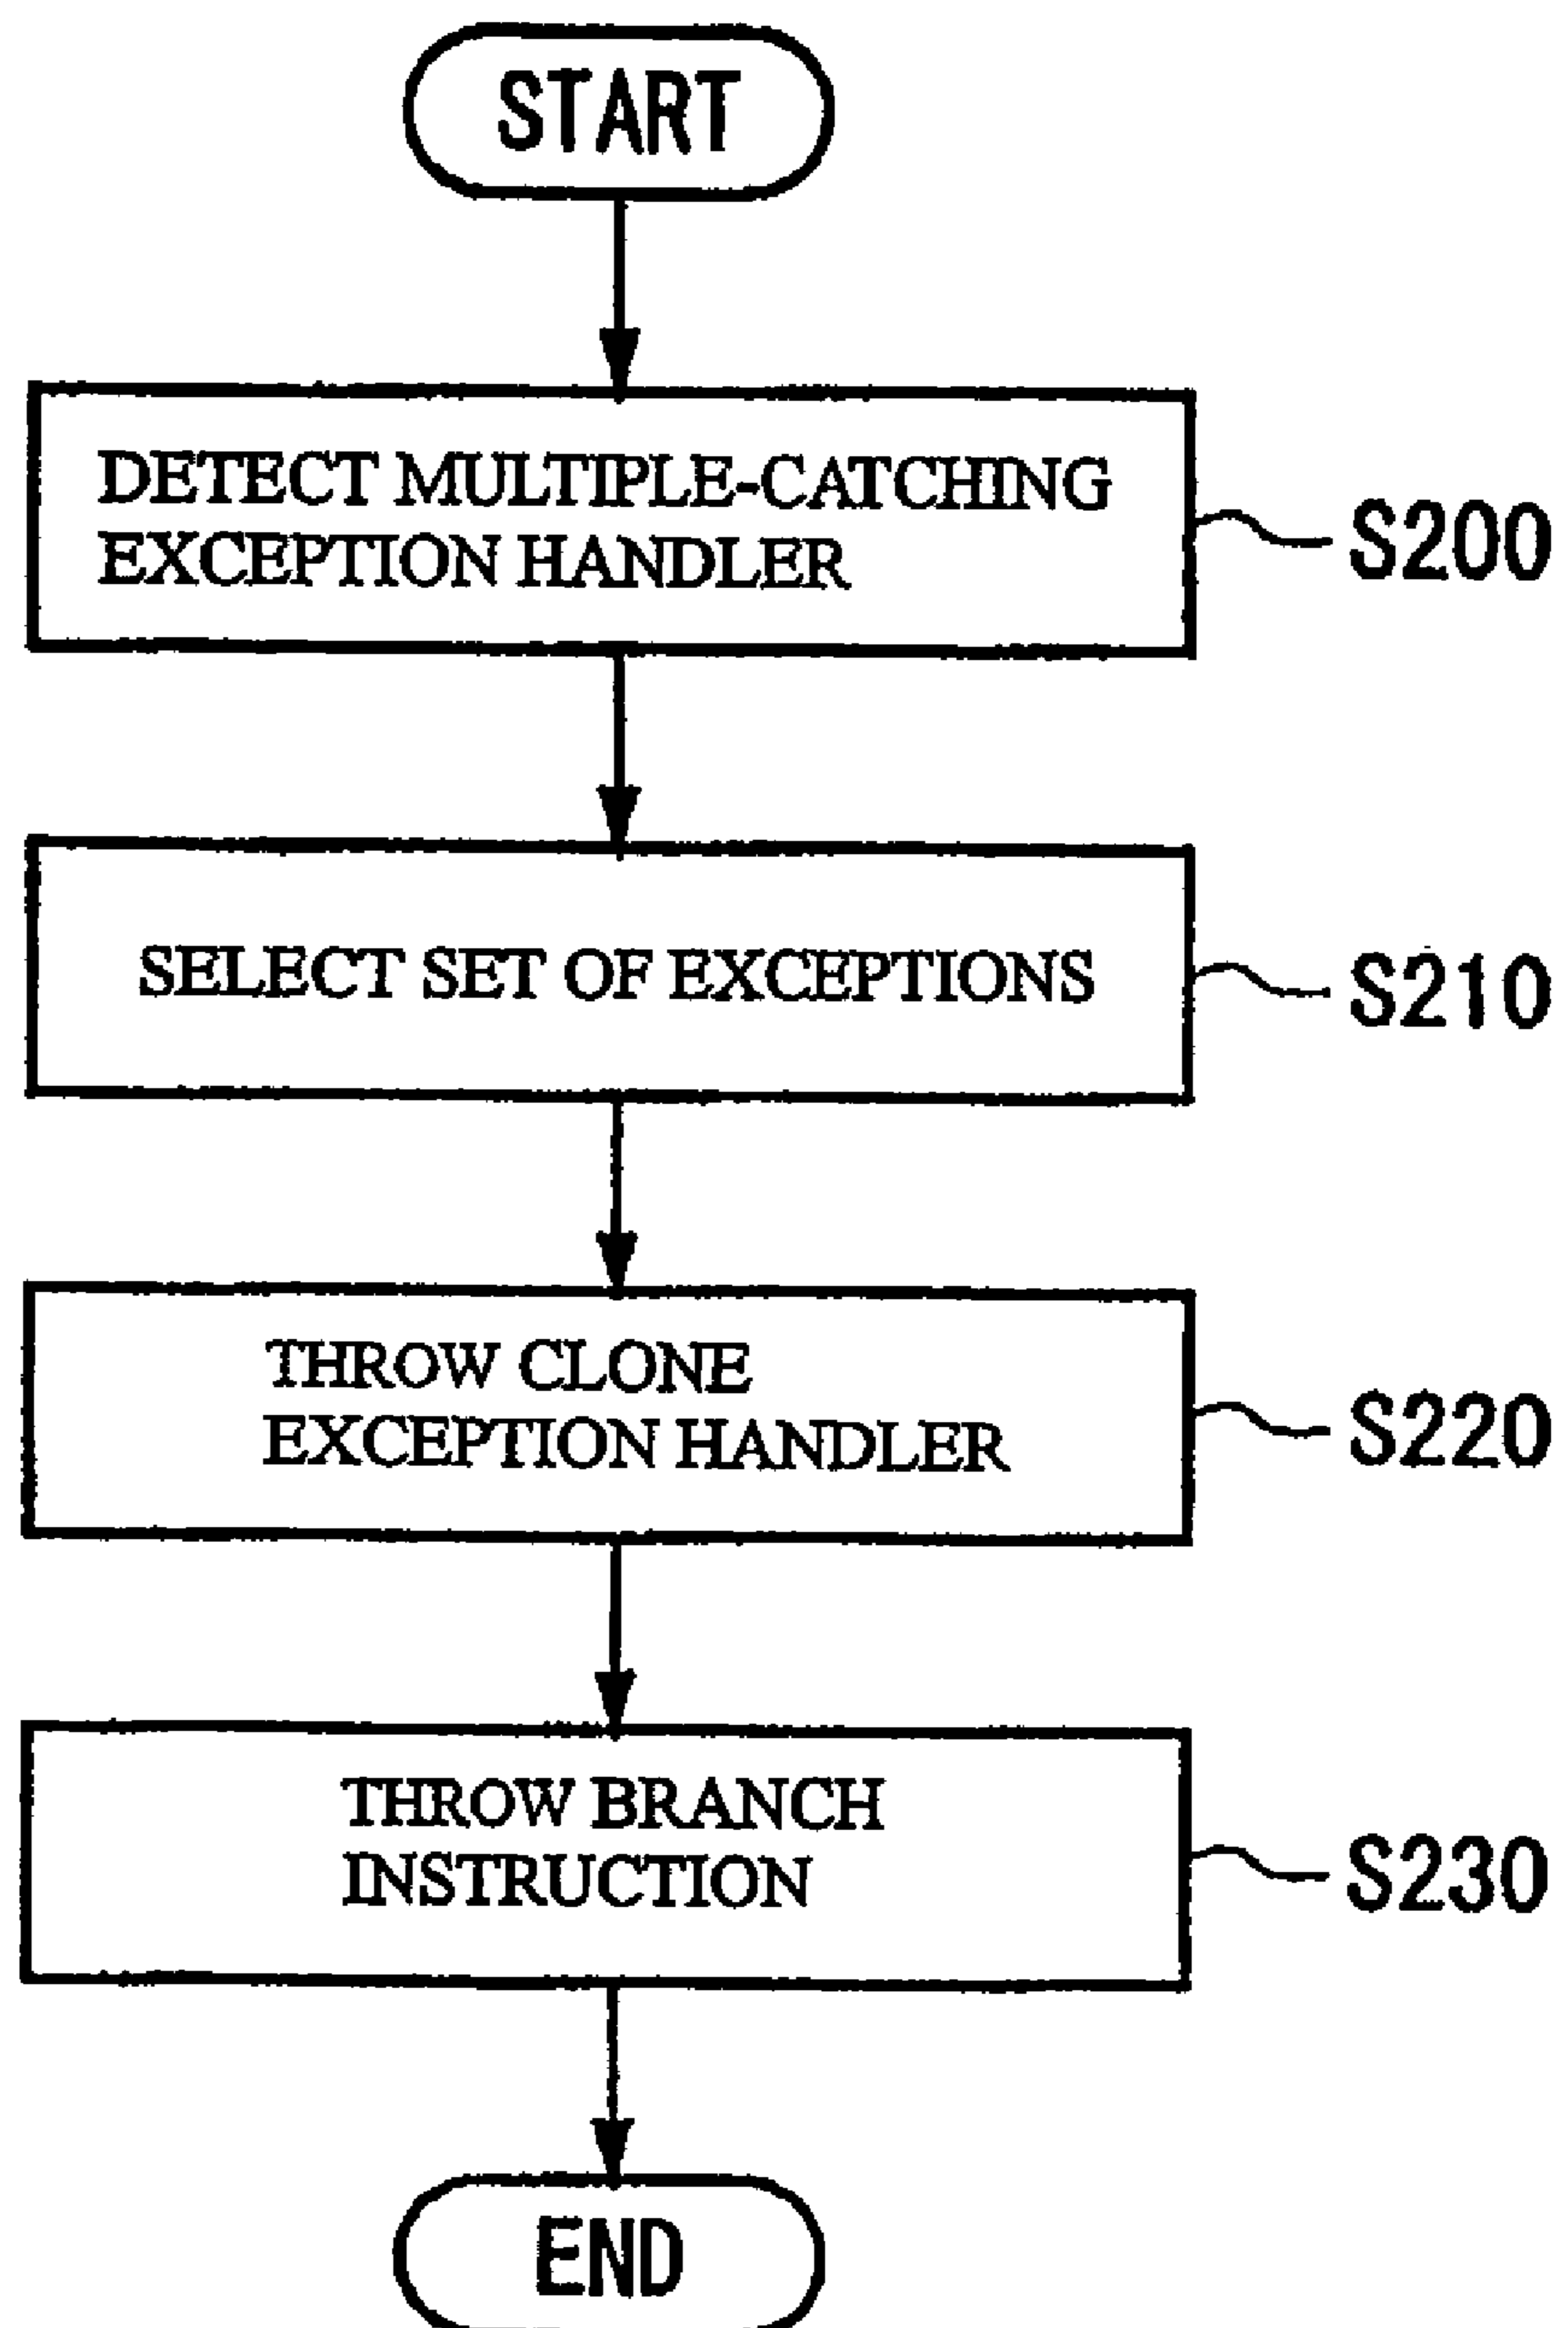 START
DETECT MULTIPLE-CATCHING
EXCEPTION HANDLER
S200
SELECT SET OF EXCEPTIONS
S210
THROW CLONE
EXCEPTION HANDLER
S220
THROW BRANCH
INSTRUCTION
S230
END